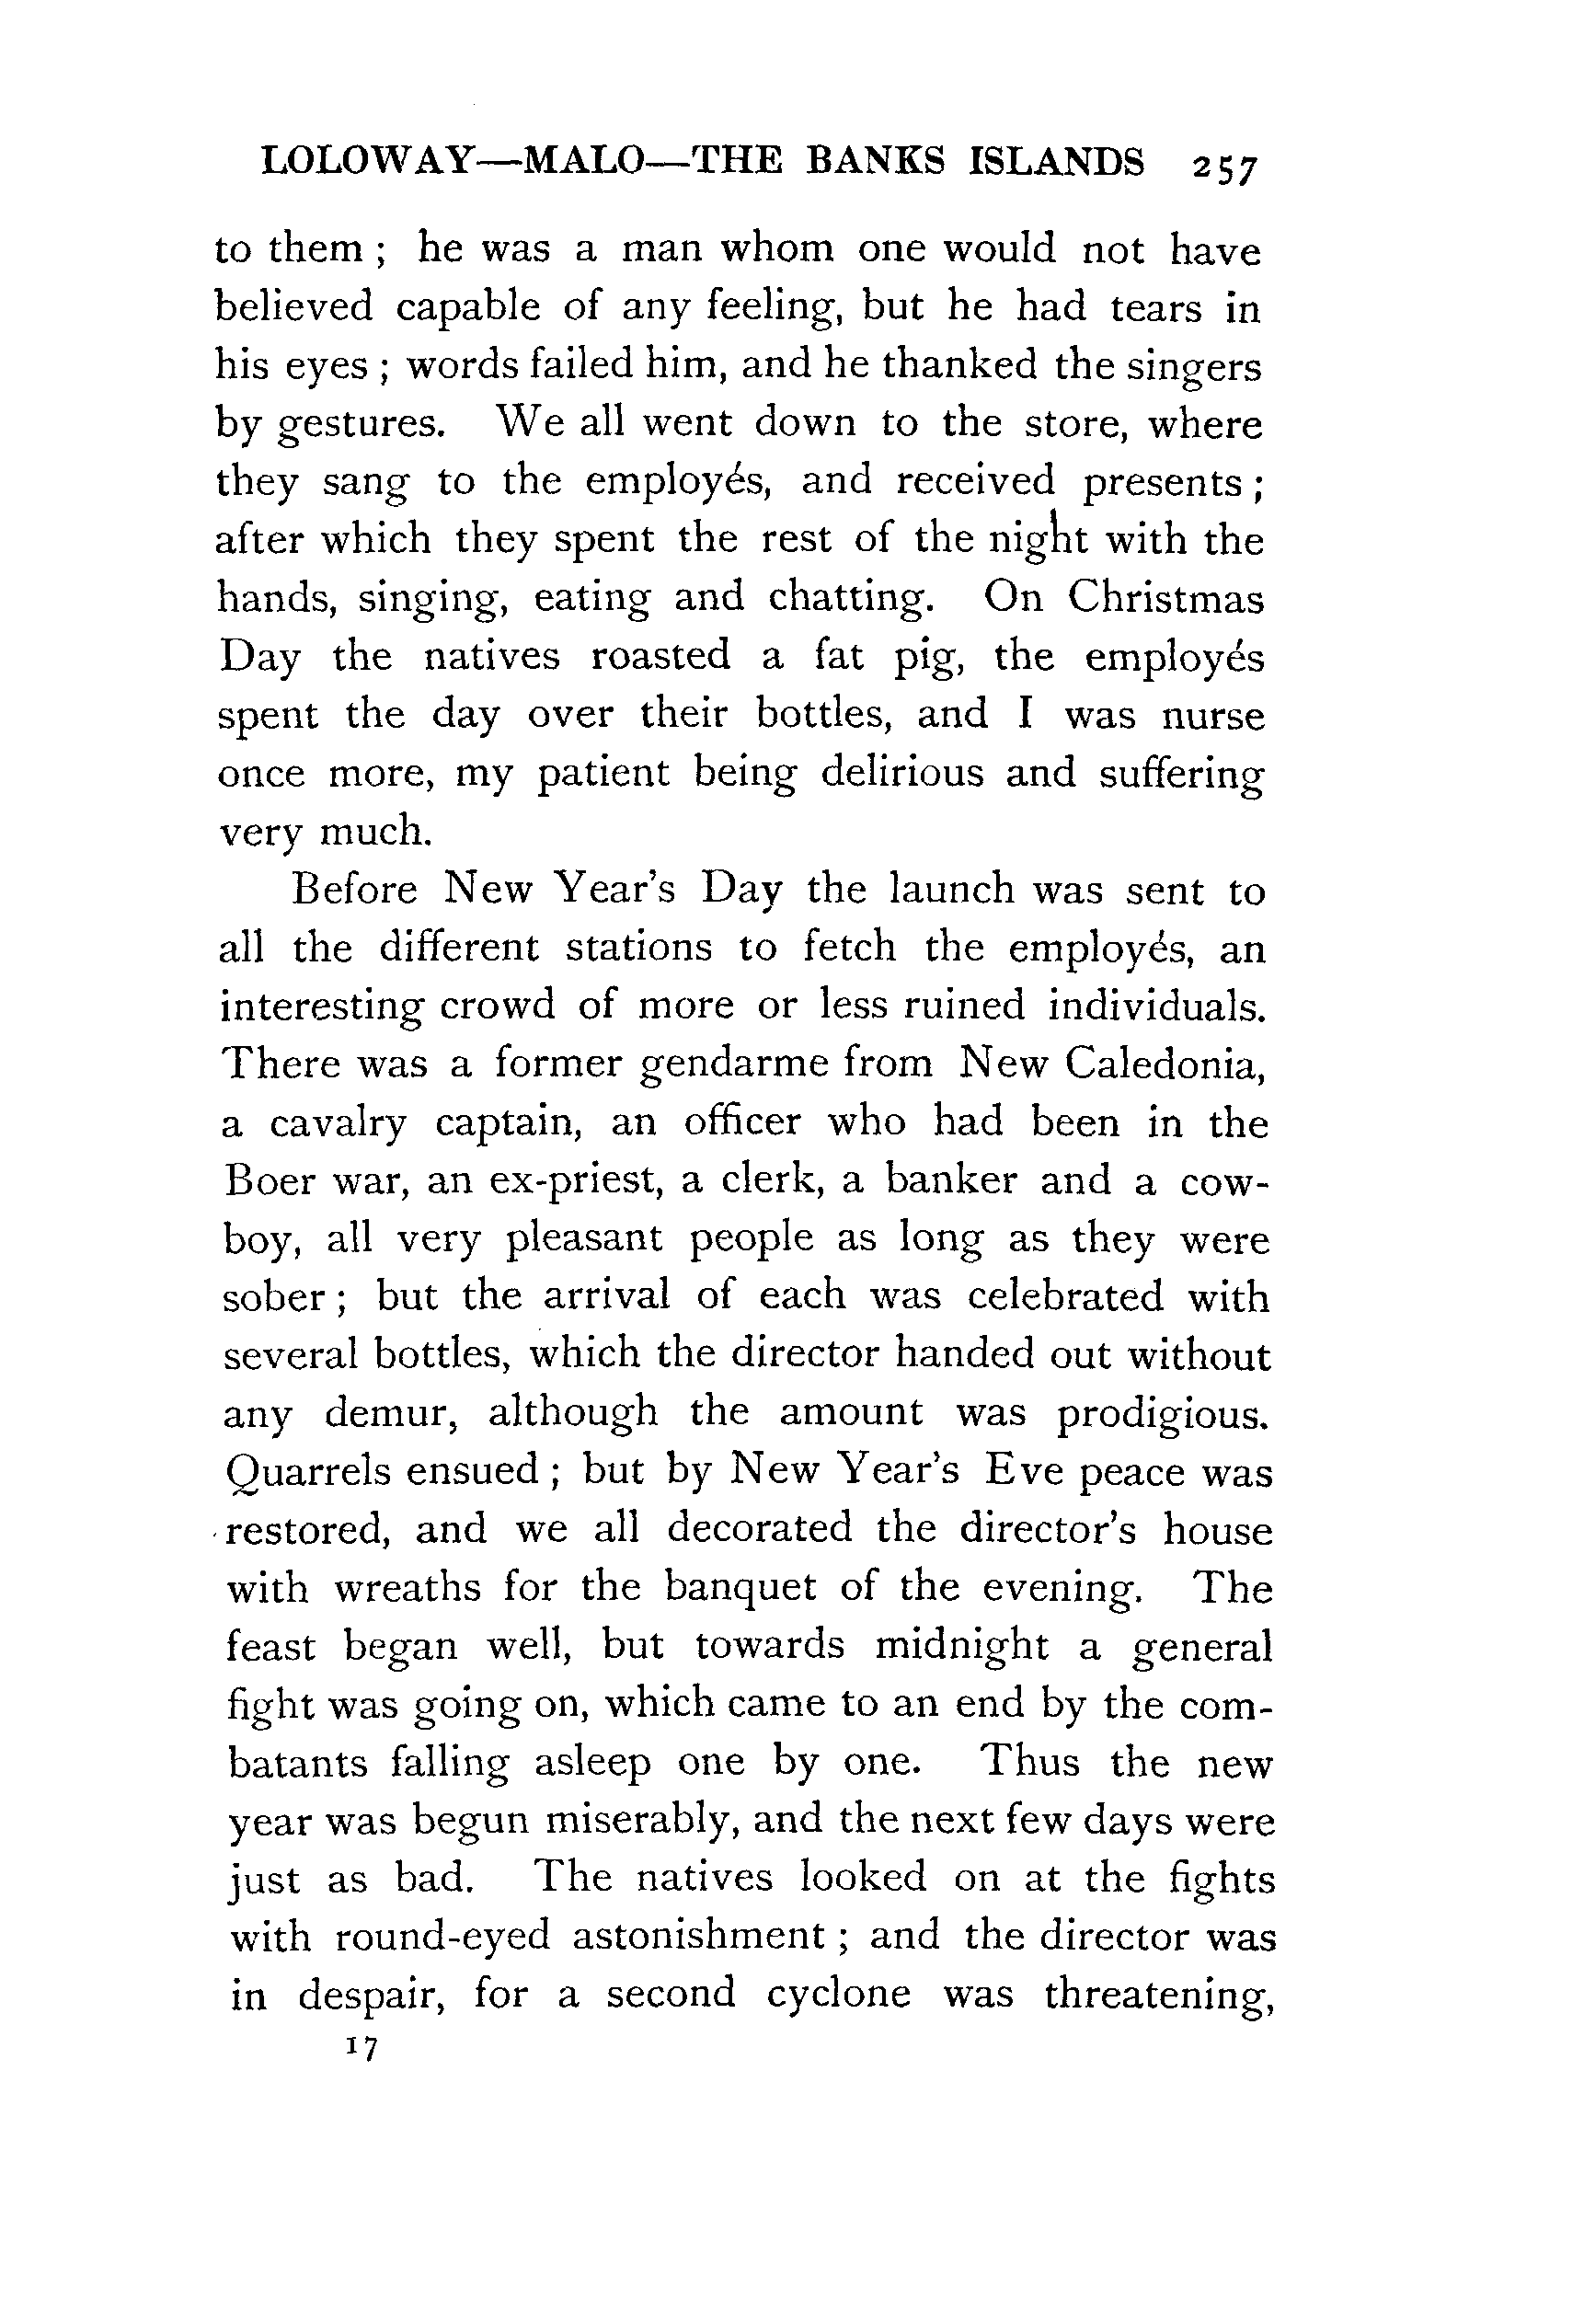 LOLOWAY—MALO—THE BANKS ISLANDS 257
to them ; he was a man whom one would not have
believed capable of any feeling, but he had tears in
his eyes ; words failed him, and he thanked the singers
by gestures. We all went down to the store, where
they sang to the employés, and received presents ;
after which they spent the rest of the night with the
hands, singing, eating and chatting. On Christmas
Day the natives roasted a fat pig, the employés
spent the day over their bottles, and I was nurse
once more, my patient being delirious and suffering
very much.
Before New Year's Day the launch was sent to
all the different stations to fetch the employés, an
interesting crowd of more or less ruined individuals.
There was a former gendarme from New Caledonia,
a cavalry captain, an officer who had been in the
Boer war, an ex-priest, a clerk, a banker and a cow-
boy, all very pleasant people as long as they were
sober ; but the arrival of each was celebrated with
several bottles, which the director handed out without
any demur, although the amount was prodigious.
Quarrels ensued ; but by New Year's Eve peace was
restored, and we all decorated the director's house
with wreaths for the banquet of the evening. The
feast began well, but towards midnight a general
fight was going on, which came to an end by the com-
batants falling asleep one by one. Thus the new
year was begun miserably, and the next few days were
just as bad. The natives looked on at the fights
with round-eyed astonishment ; and the director was
in despair, for a second cyclone was threatening,
17